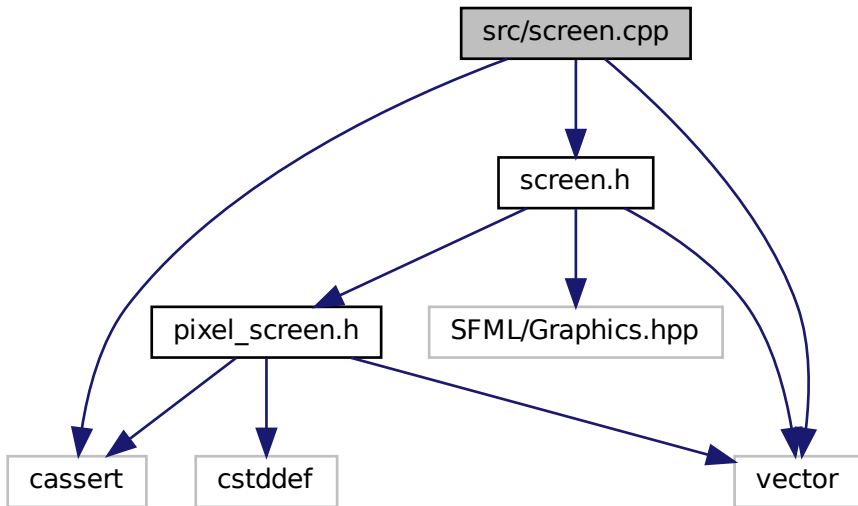 src/screen.cpp
screen.h
pixel_screen.h
SFML/Graphics.hpp
cassert
cstddef
vector